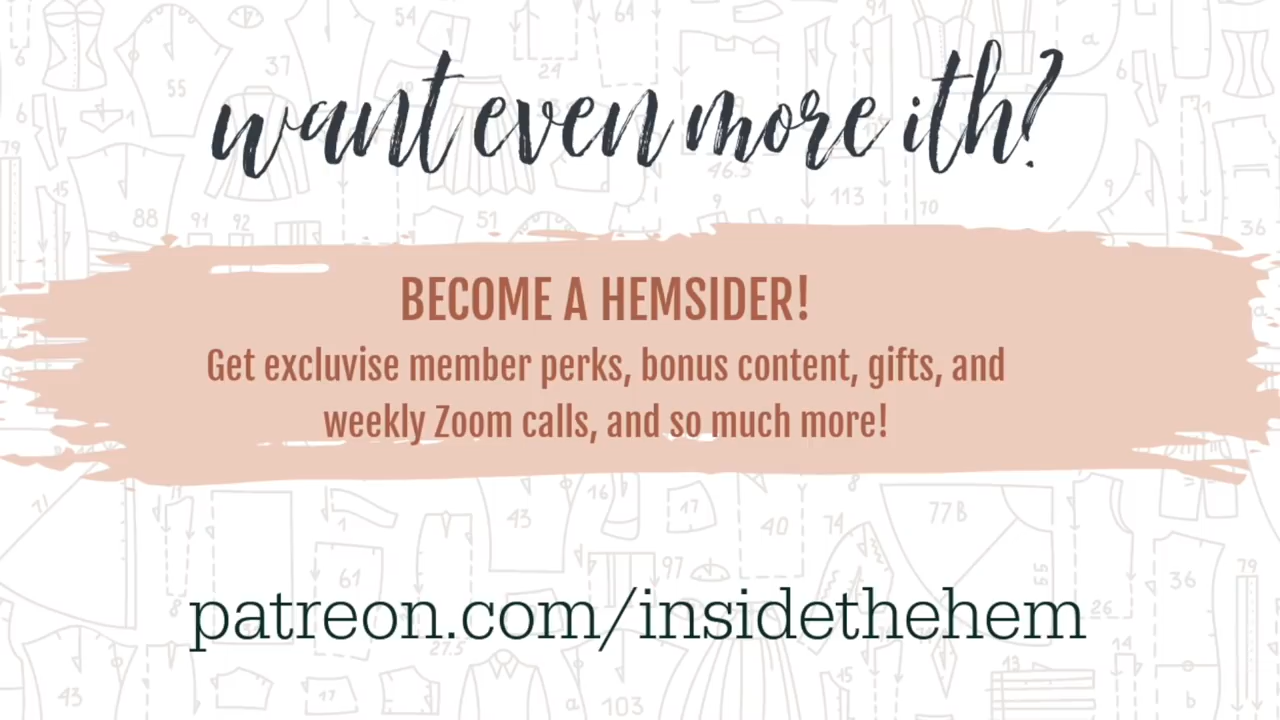 want even more ith?
BECOME A HEMSIDER!
Get excluvise member perks, bonus content, gifts, and
weekly Zoom calls, and so much more!
patreon.com/insidethehem